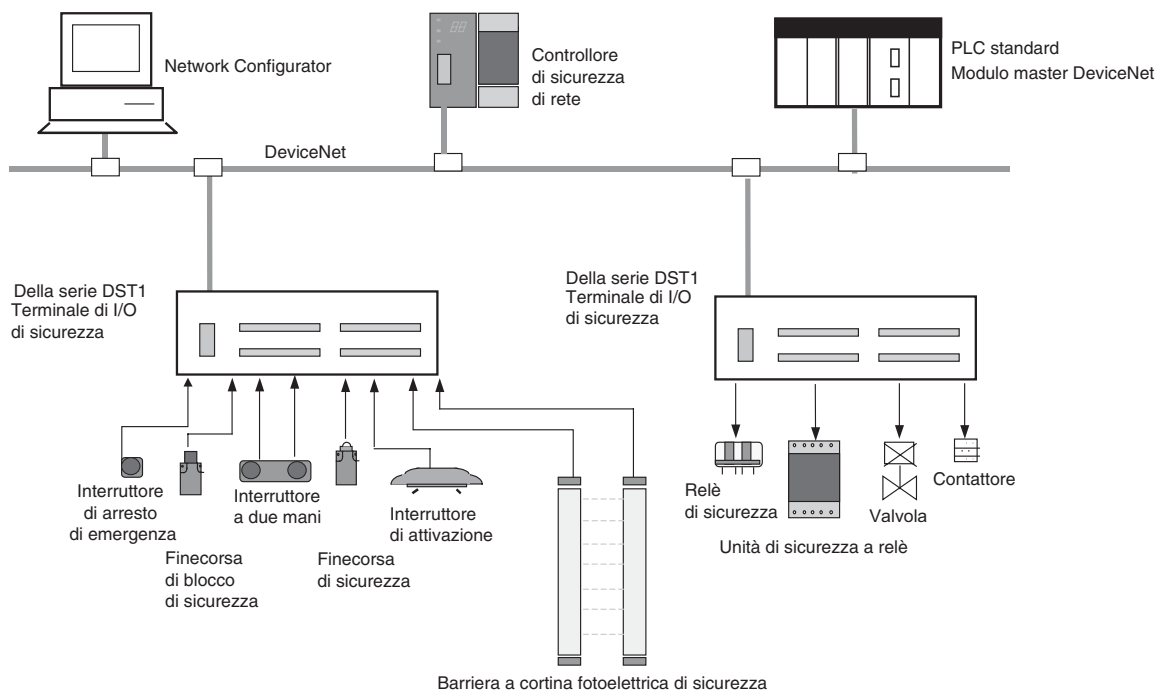 Network Configurator
Controllore
di sicurezza
di rete
PLC standard
Modulo master DeviceNet
DeviceNet
Della serie DST1
Terminale di I/O
di sicurezza
Della serie DST1
Terminale di I/O
di sicurezza
Interruttore
di arresto
di emergenza
Finecorsa
di blocco
di sicurezza
Interruttore
a due mani
Finecorsa
di sicurezza
Interruttore
di attivazione
Relè
di sicurezza
Unità di sicurezza a relè
Valvola
Contattore
Barriera a cortina fotoelettrica di sicurezza